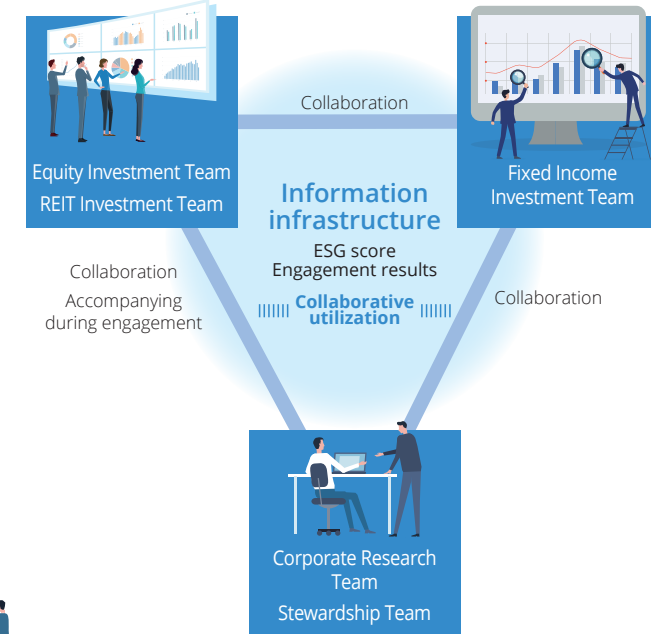 Collaboration
Equity Investment Team
REIT Investment Team
Fixed Income
Investment Team
Information
infrastructure
ESG score
Engagement results
Collaborative
utilization
Collaboration
Accompanying
during engagement
Collaboration
Corporate Research
Team
Stewardship Team